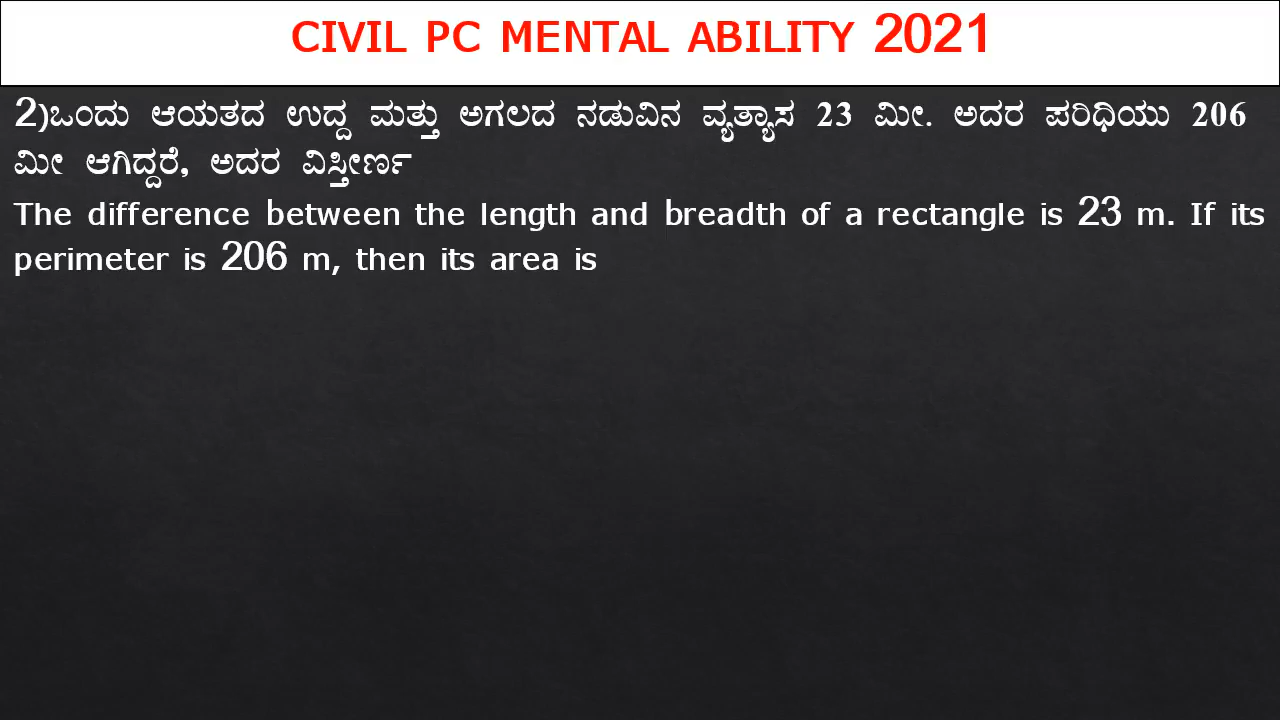 CIVIL PC MENTAL ABILITY 2021
2)ಒಂದು ಆಯತದ ಉದ್ದ ಮತ್ತು ಅಗಲದ ನಡುವಿನ ವ್ಯತ್ಯಾಸ 23 ಮೀ. ಅದರ ಪರಿಧಿಯು 206
ಮೀ ಆಗಿದ್ದರೆ, ಅದರ ವಿಸ್ತೀರ್ಣ
The difference between the length and breadth of a rectangle is 23 m. If its
perimeter is 206 m, then its area is